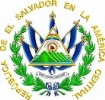 REPÚBLICA DE EL SALVADOR EN LA AMÉRICA CENTRAL